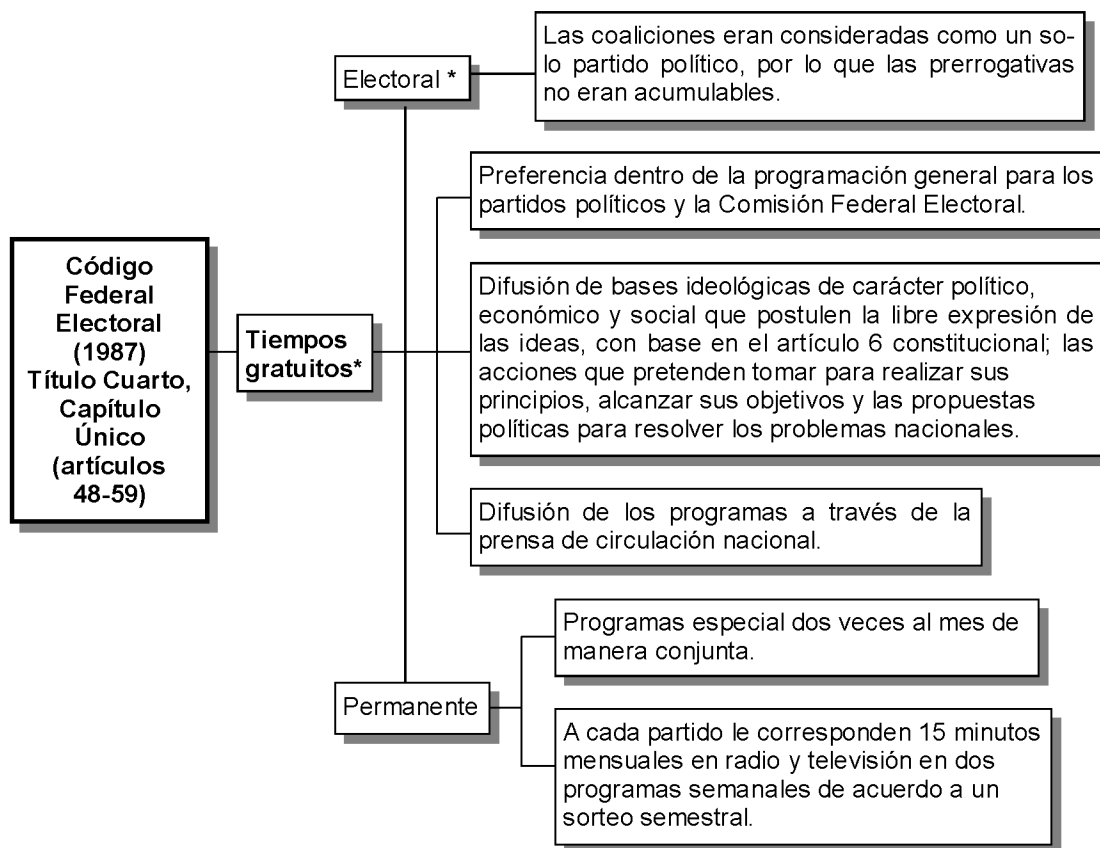 Código
Federal
Electoral
(1987)
Título Cuarto,
Capítulo
Único
(artículos
48-59)
Tiempos
gratuitos*
Electoral *
Las coaliciones eran consideradas como un so-
lo partido político, por lo que las prerrogativas
no eran acumulables.
Preferencia dentro de la programación general para los
partidos políticos y la Comisión Federal Electoral.
Difusión de bases ideológicas de carácter político,
económico y social que postulen la libre expresión de
las ideas, con base en el artículo 6 constitucional; las
acciones que pretenden tomar para realizar sus
principios, alcanzar sus objetivos y las propuestas
políticas para resolver los problemas nacionales.
Difusión de los programas a través de la
prensa de circulación nacional.
Permanente
Programas especial dos veces al mes de
manera conjunta.
A cada partido le corresponden 15 minutos
mensuales en radio y televisión en dos
programas semanales de acuerdo a un
sorteo semestral.